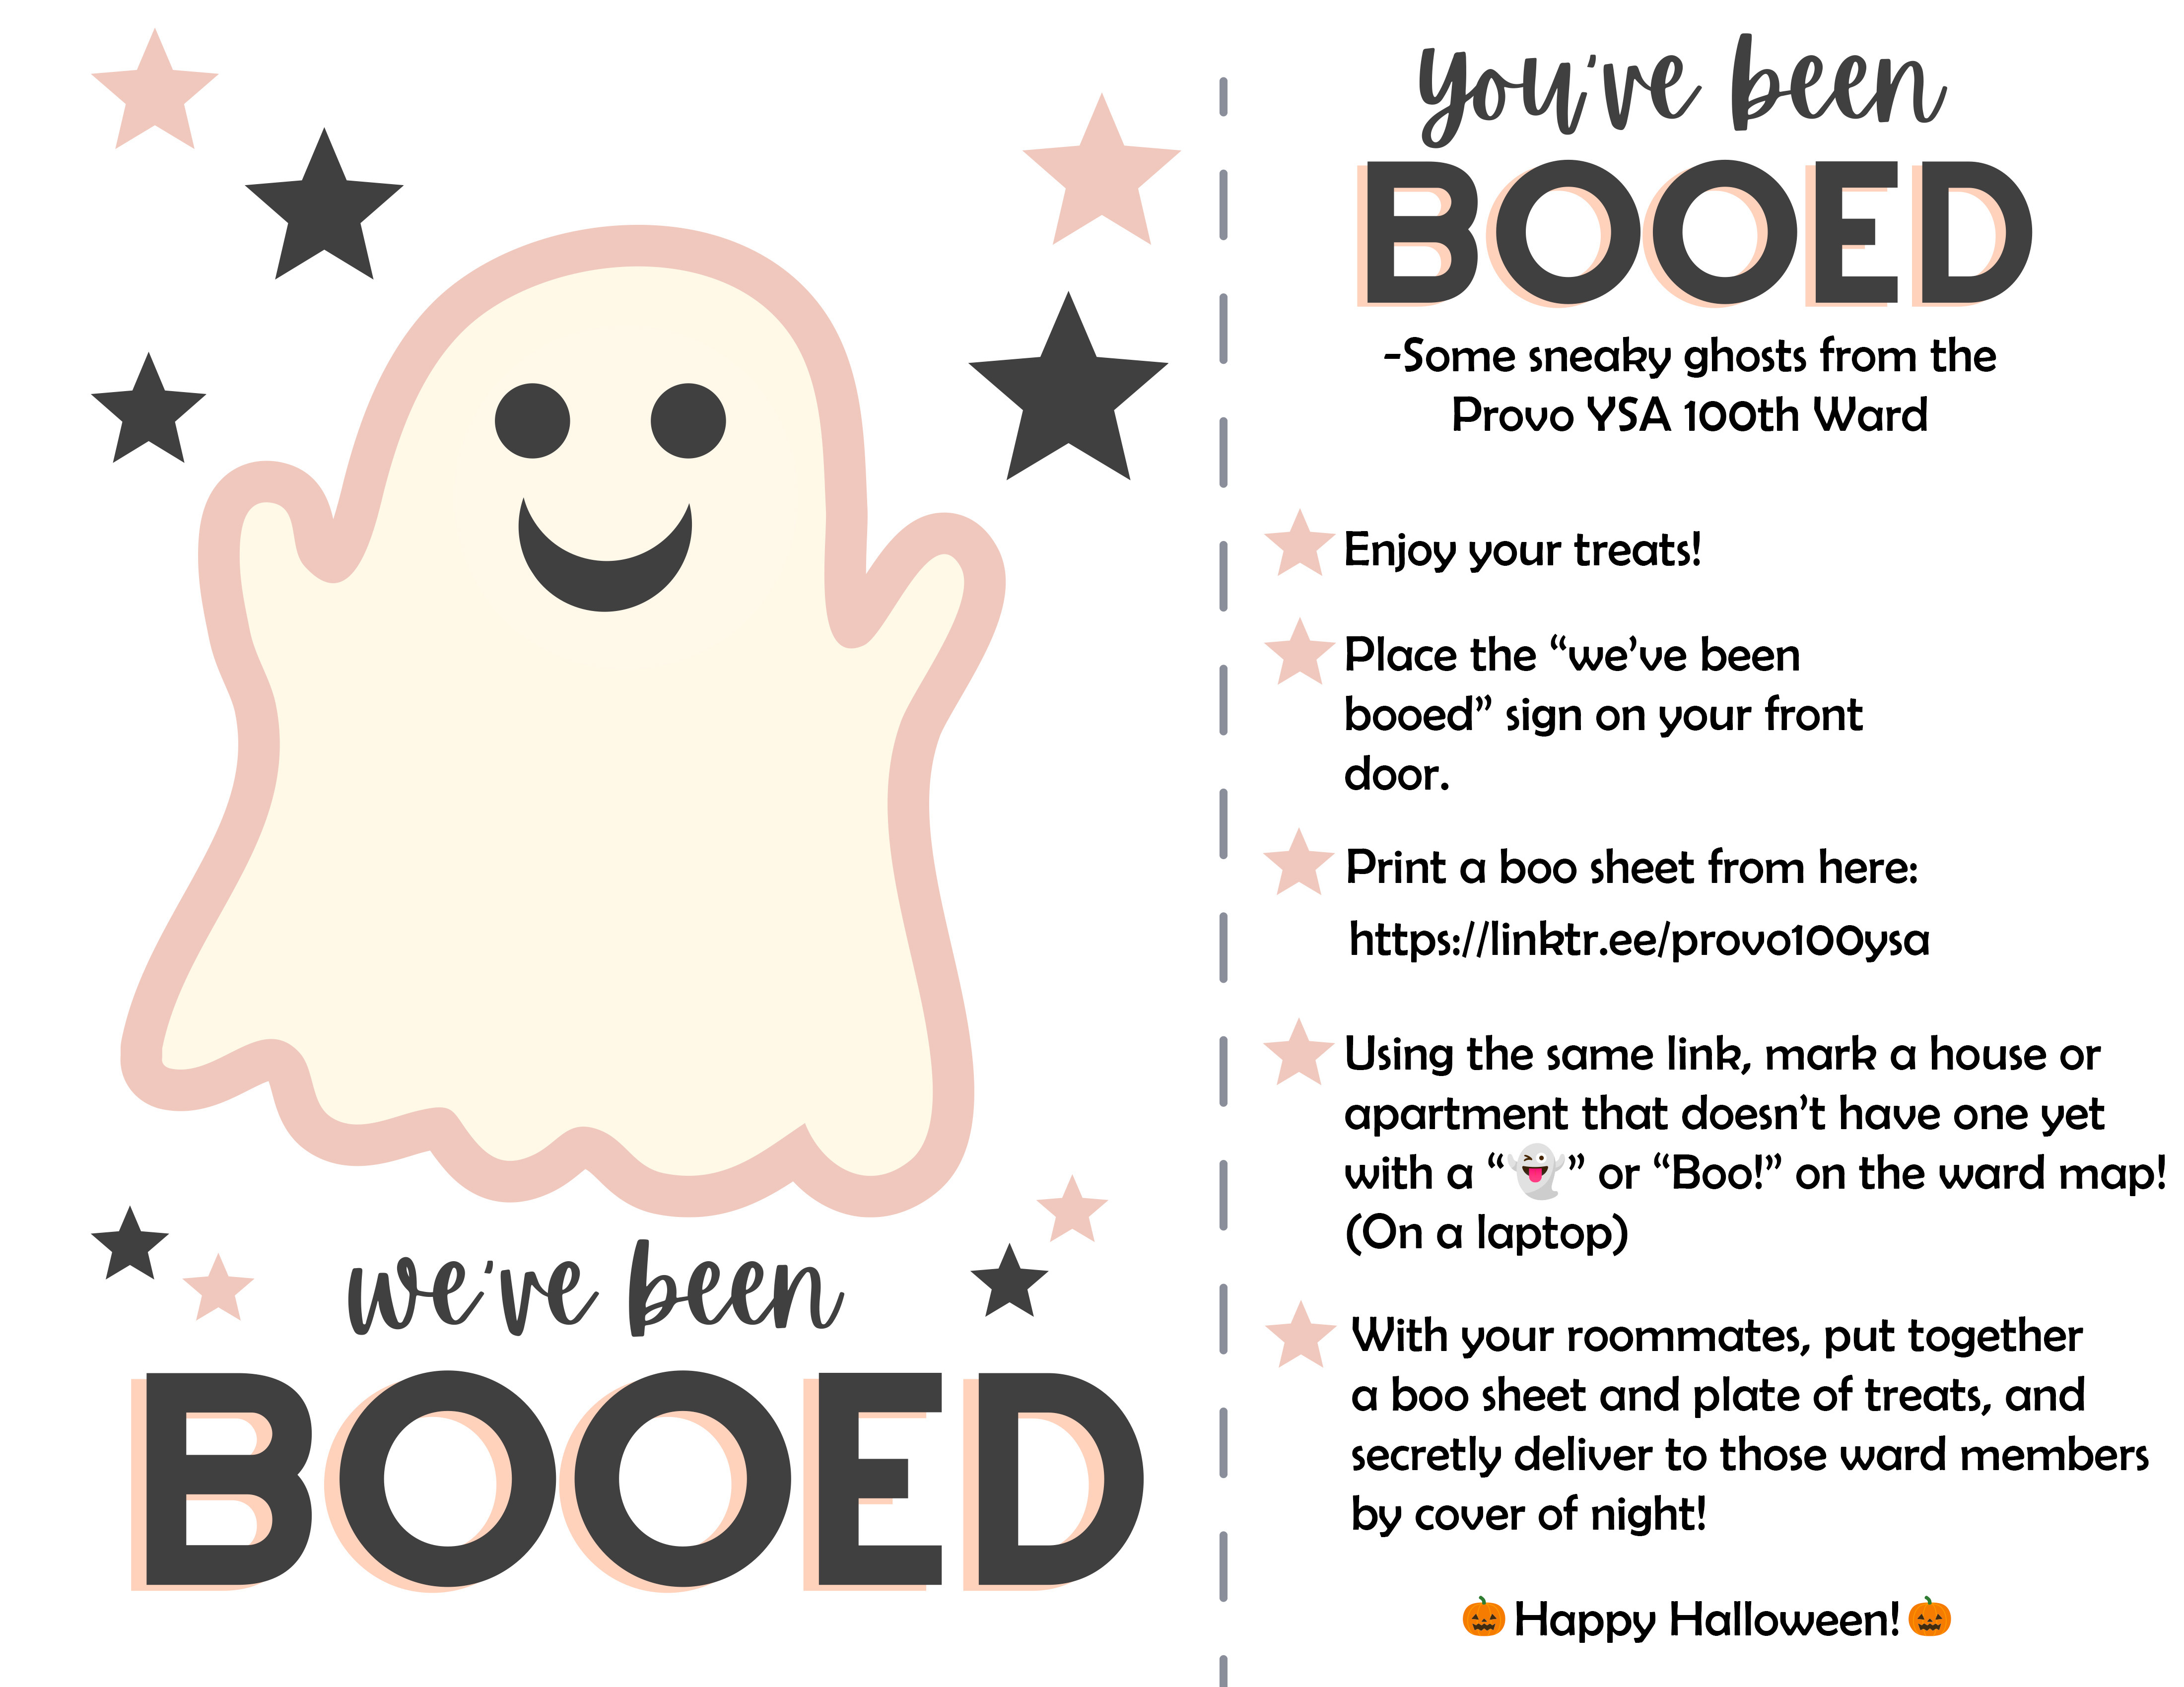 we've been
BOOED
you've been
BOOED
-Some sneaky ghosts from the
Provo YSA 100th Ward
Enjoy your treats!
Place the “we’ve been
booed” sign on your front
door.
Print a boo sheet from here:
https://linktr.ee/provo100ysa
Using the same link, mark a house or
apartment that doesn’t have one yet
with a “👻” or “Boo!” on the ward map!
(On a laptop)
With your roommates, put together
a boo sheet and plate of treats, and
secretly deliver to those ward members
by cover of night!
🎃Happy Halloween!🎃